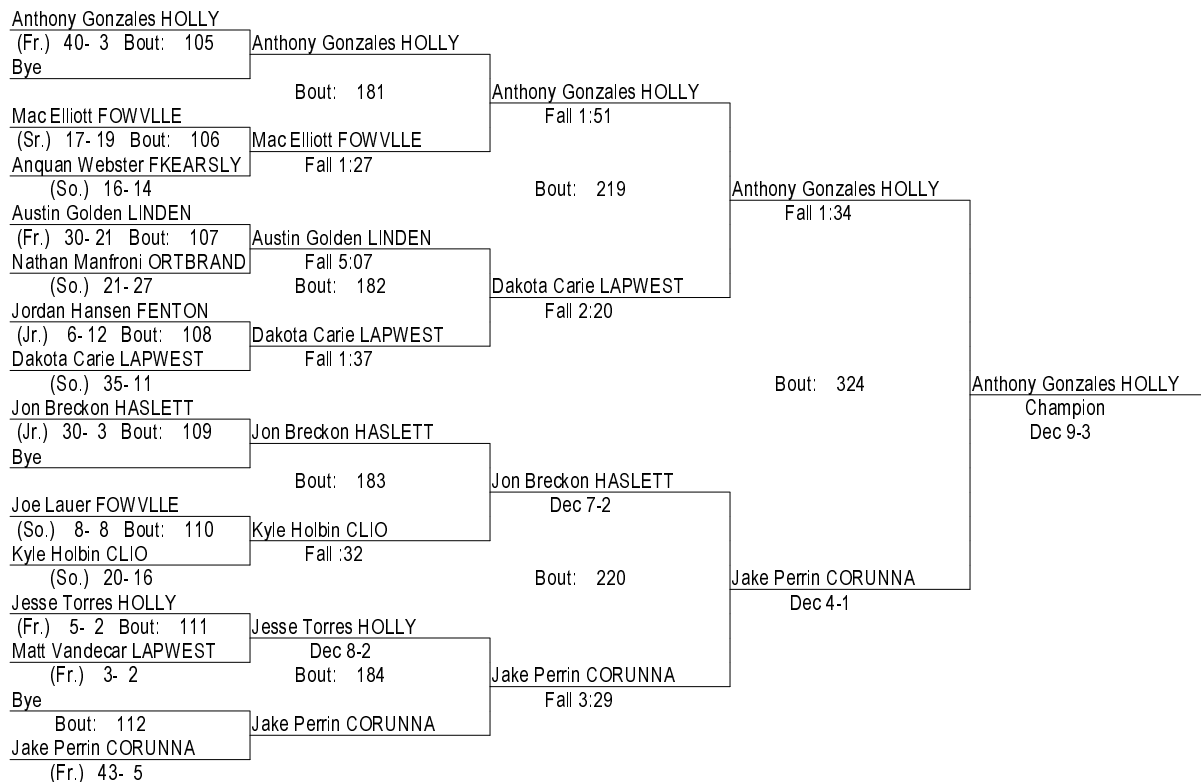 Anthony Gonzales HOLLY
(Fr.) 40- 3 Bout: 105
Bye
Anthony Gonzales HOLLY
Bout: 181
Mac Elliott FOWVLLE
(Sr.) 17- 19 Bout: 106
Anquan Webster FKEARSLY
(So.) 16- 14
Mac Elliott FOWVLLE
Fall 1:27
Anthony Gonzales HOLLY
Fall 1:51
Bout: 219
Austin Golden LINDEN
(Fr.) 30- 21 Bout: 107
Nathan Manfroni ORTBRAND
(So.) 21- 27
Austin Golden LINDEN
Fall 5:07
Bout: 182
Jordan Hansen FENTON
(Jr.) 6- 12 Bout: 108
Dakota Carie LAPWEST
(So.) 35- 11
Dakota Carie LAPWEST
Fall 1:37
Dakota Carie LAPWEST
Fall 2:20
Anthony Gonzales HOLLY
Fall 1:34
Bout: 324
Anthony Gonzales HOLLY
Champion
Dec 9-3
Jon Breckon HASLETT
(Jr.) 30- 3 Bout: 109
Bye
Jon Breckon HASLETT
Bout: 183
Joe Lauer FOWVLLE
(So.) 8- 8 Bout: 110
Kyle Holbin CLIO
(So.) 20- 16
Kyle Holbin CLIO
Fall :32
Jon Breckon HASLETT
Dec 7-2
Bout: 220
Jake Perrin CORUNNA
Dec 4-1
Jesse Torres HOLLY
(Fr.) 5- 2 Bout: 111
Matt Vandecar LAPWEST
(Fr.) 3- 2
Jesse Torres HOLLY
Dec 8-2
Bout: 184
Bye
Bout: 112
Jake Perrin CORUNNA
(Fr.) 43- 5
Jake Perrin CORUNNA
Jake Perrin CORUNNA
Fall 3:29